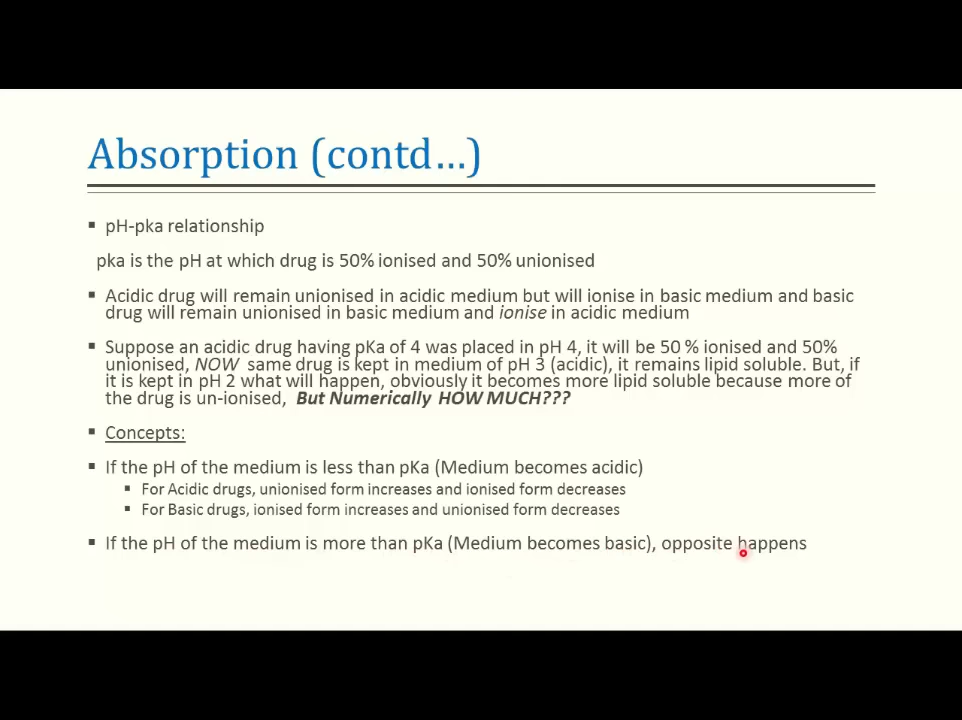 Absorption (contd...)
▪ pH-pka relationship
pka is the pH at which drug is 50% ionised and 50% unionised
▪ Acidic drug will remain unionised in acidic medium but will ionise in basic medium and basic
drug will remain unionised in basic medium and ionise in acidic medium
▪ Suppose an acidic drug having pKa of 4 was placed in pH 4, it will be 50 % ionised and 50%
unionised, NOW same drug is kept in medium of pH 3 (acidic), it remains lipid soluble. But, if
it is kept in pH 2 what will happen, obviously it becomes more lipid soluble because more of
the drug is un-ionised, But Numerically HOW MUCH???
▪ Concepts:
▪ If the pH of the medium is less than pKa (Medium becomes acidic)
▪ For Acidic drugs, unionised form increases and ionised form decreases
▪ For Basic drugs, ionised form increases and unionised form decreases
▪ If the pH of the medium is more than pKa (Medium becomes basic), opposite happens